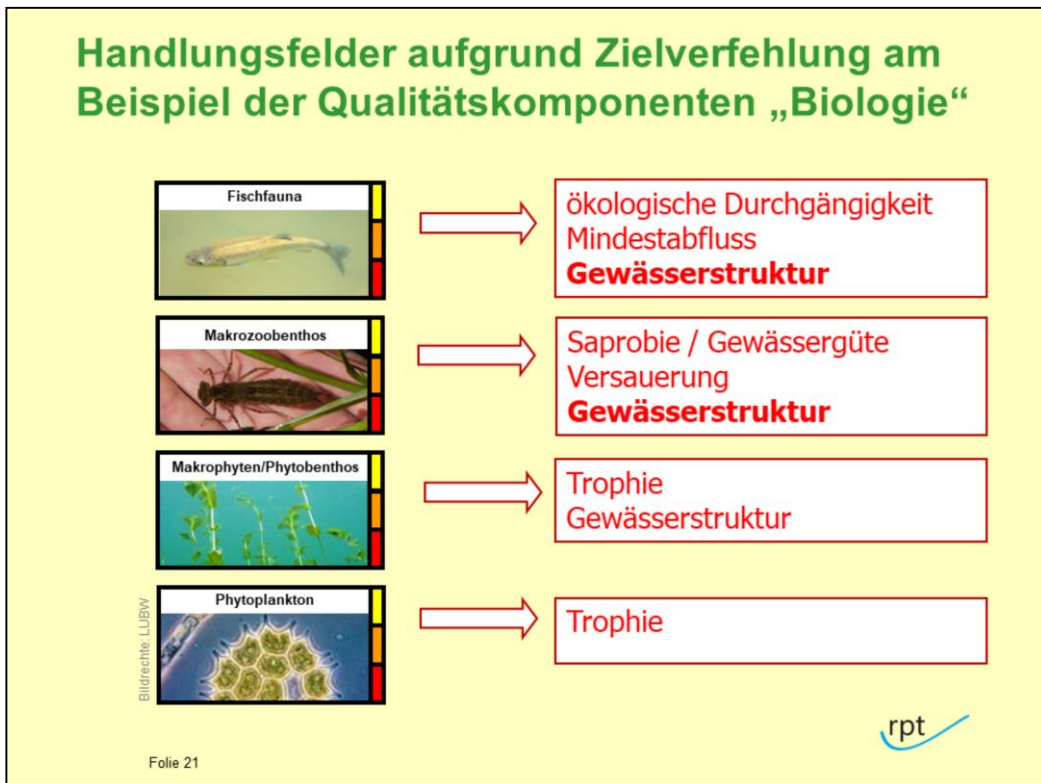 Handlungsfelder aufgrund Zielverfehlung am
Beispiel der Qualitätskomponenten „Biologie“
Fischfauna
ökologische Durchgängigkeit
Mindestabfluss
Gewässerstruktur
Makrozoobenthos
Saprobie / Gewässergüte
Versauerung
Gewässerstruktur
Makrophyten/Phytobenthos
Trophie
Gewässerstruktur
Phytoplankton
Trophie
Bildrechte: LUBW
rpt
Folie 21